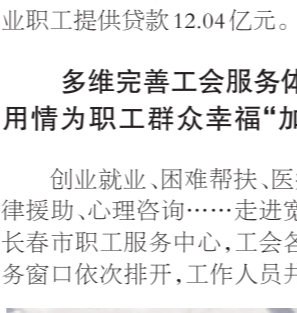 业职工提供贷款12.04亿元。
多维完善工会服务体
用情为职工群众幸福“加
创业就业、困难帮扶、医
律援助、心理咨询……走进宽
长春市职工服务中心，工会各
务窗口依次排开，工作人员